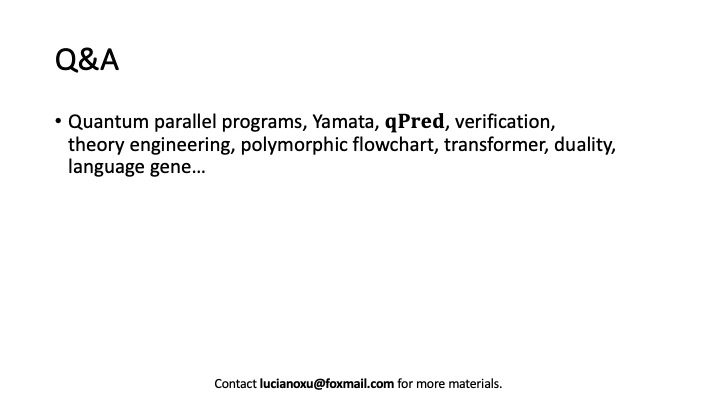 Q&A
• Quantum parallel programs, Yamata, qPred, verification,
theory engineering, polymorphic flowchart, transformer, duality,
language gene...
Contact lucianoxu@foxmail.com for more materials.